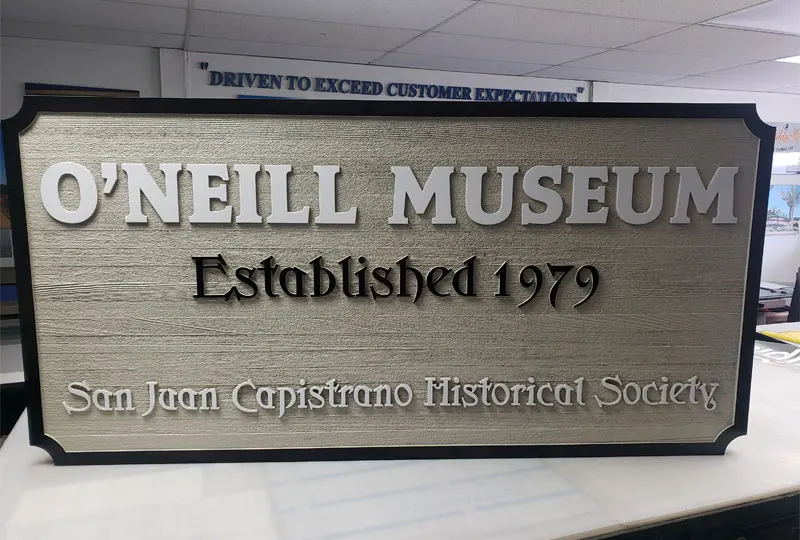 "DRIVEN TO EXCEED CUSTOMER EXPECTATIONS"
O'NEILL MUSEUM
Established 1979
San Juan Capistrano Historical Society